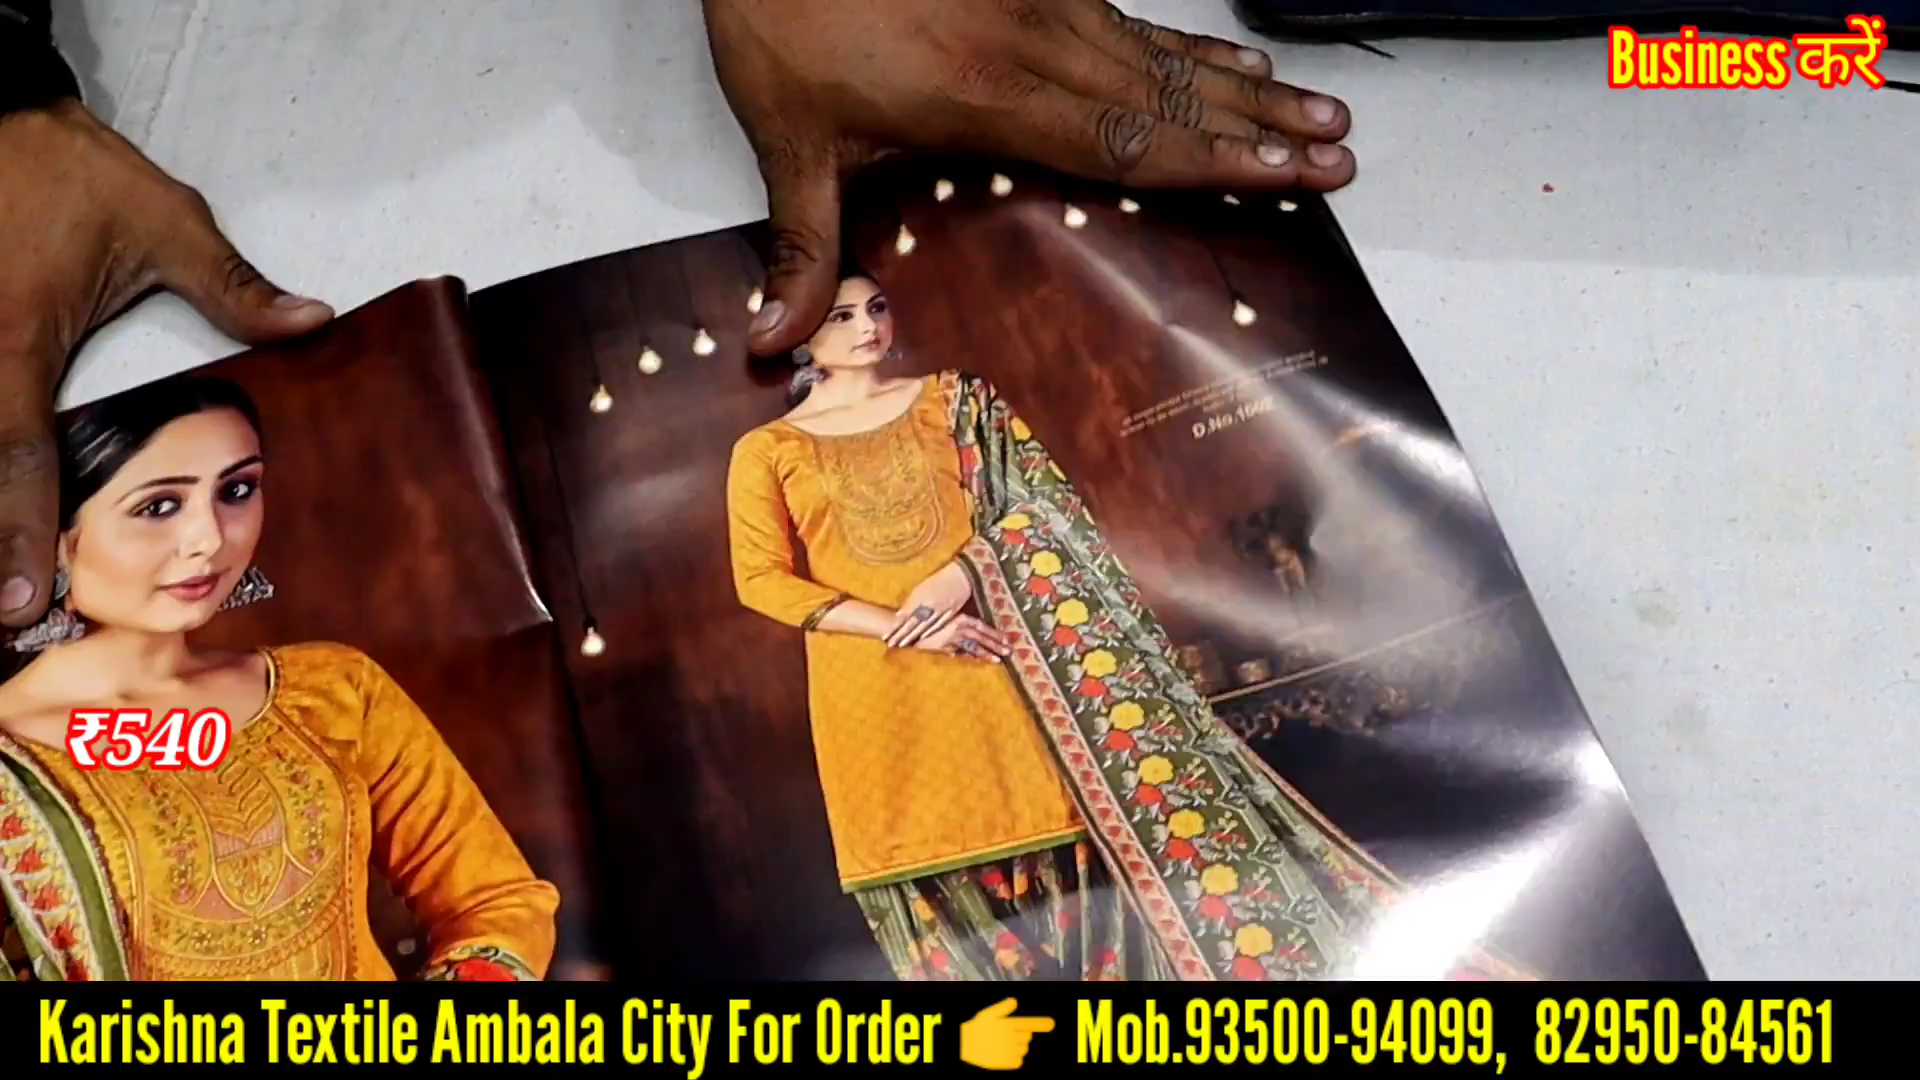 Business करें
D.No.1002
₹540
Karishna Textile Ambala City For Order 👉 Mob.93500-94099, 82950-84561